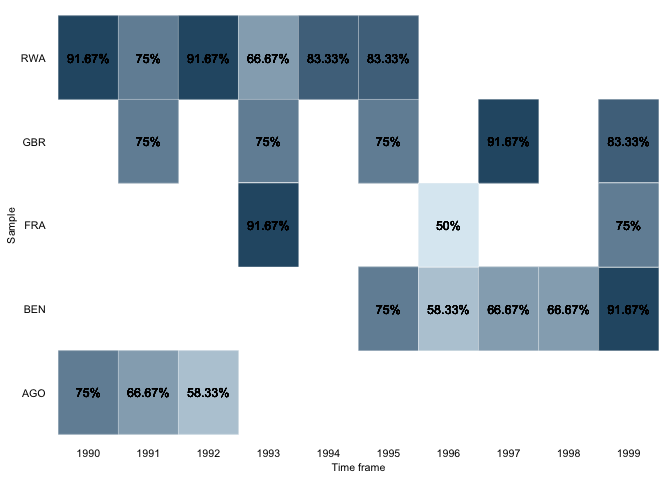 RWA 91.67% 75% 91.67% 66.67% 83.33% 83.33%
GBR 75% 75% 75% 91.67% 83.33%
FRA 91.67% 50% 75%
Sample
BEN 75% 58.33% 66.67% 66.67% 91.67%
AGO 75% 66.67% 58.33%
1990 1991 1992 1993 1994 1995 1996 1997 1998 1999
Time frame